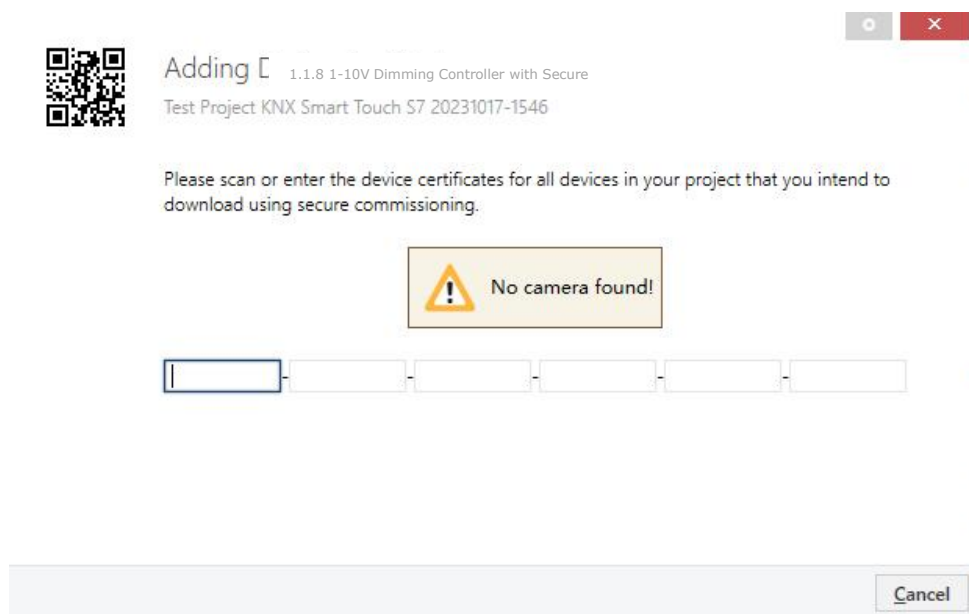 Adding D
1.1.8 1-10V Dimming Controller with Secure
Test Project KNX Smart Touch S7 20231017-1546
Please scan or enter the device certificates for all devices in your project that you intend to
download using secure commissioning.
No camera found!
- - - - -
Cancel